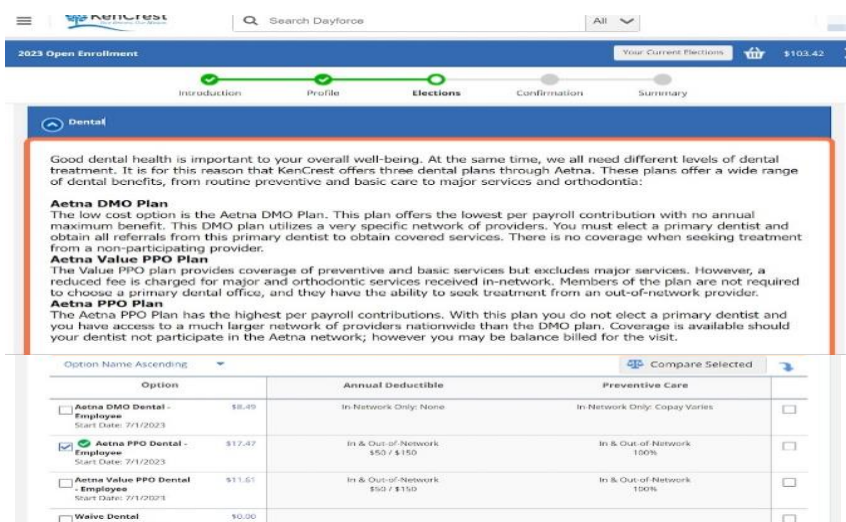 KenCrest
Search Dayforce
All
2023 Open Enrollment
Your Current Elections
$103.42
Introduction
Profile
Elections
Confirmation
Summary
Dental
Good dental health is important to your overall well-being. At the same time, we all need different levels of dental
treatment. It is for this reason that KenCrest offers three dental plans through Aetna. These plans offer a wide range
of dental benefits, from routine preventive and basic care to major services and orthodontia:
Aetna DMO Plan
The low cost option is the Aetna DMO Plan. This plan offers the lowest per payroll contribution with no annual
maximum benefit. This DMO plan utilizes a very specific network of providers. You must elect a primary dentist and
obtain all referrals from this primary dentist to obtain covered services. There is no coverage when seeking treatment
from a non-participating provider.
Aetna Value PPO Plan
The Value PPO plan provides coverage of preventive and basic services but excludes major services. However, a
reduced fee is charged for major and orthodontic services received in-network. Members of the plan are not required
to choose a primary dental office, and they have the ability to seek treatment from an out-of-network provider.
Aetna PPO Plan
The Aetna PPO Plan has the highest per payroll contributions. With this plan you do not elect a primary dentist and
you have access to a much larger network of providers nationwide than the DMO plan. Coverage is available should
your dentist not participate in the Aetna network; however you may be balance billed for the visit.
Option Name Ascending
Compare Selected
Option
Annual Deductible
Preventive Care
Aetna DMO Dental - $8.49 In-Network Only: None In-Network Only: Copay Varies
Employee
Start Date: 7/1/2023
Aetna PPO Dental - $17.47 In & Out-of-Network In & Out-of-Network
Employee $50 / $150 100%
Start Date: 7/1/2023
Aetna Value PPO Dental $11.61 In & Out-of-Network In & Out-of-Network
- Employee $50 / $150 100%
Start Date: 7/1/2023
Waive Dental $0.00